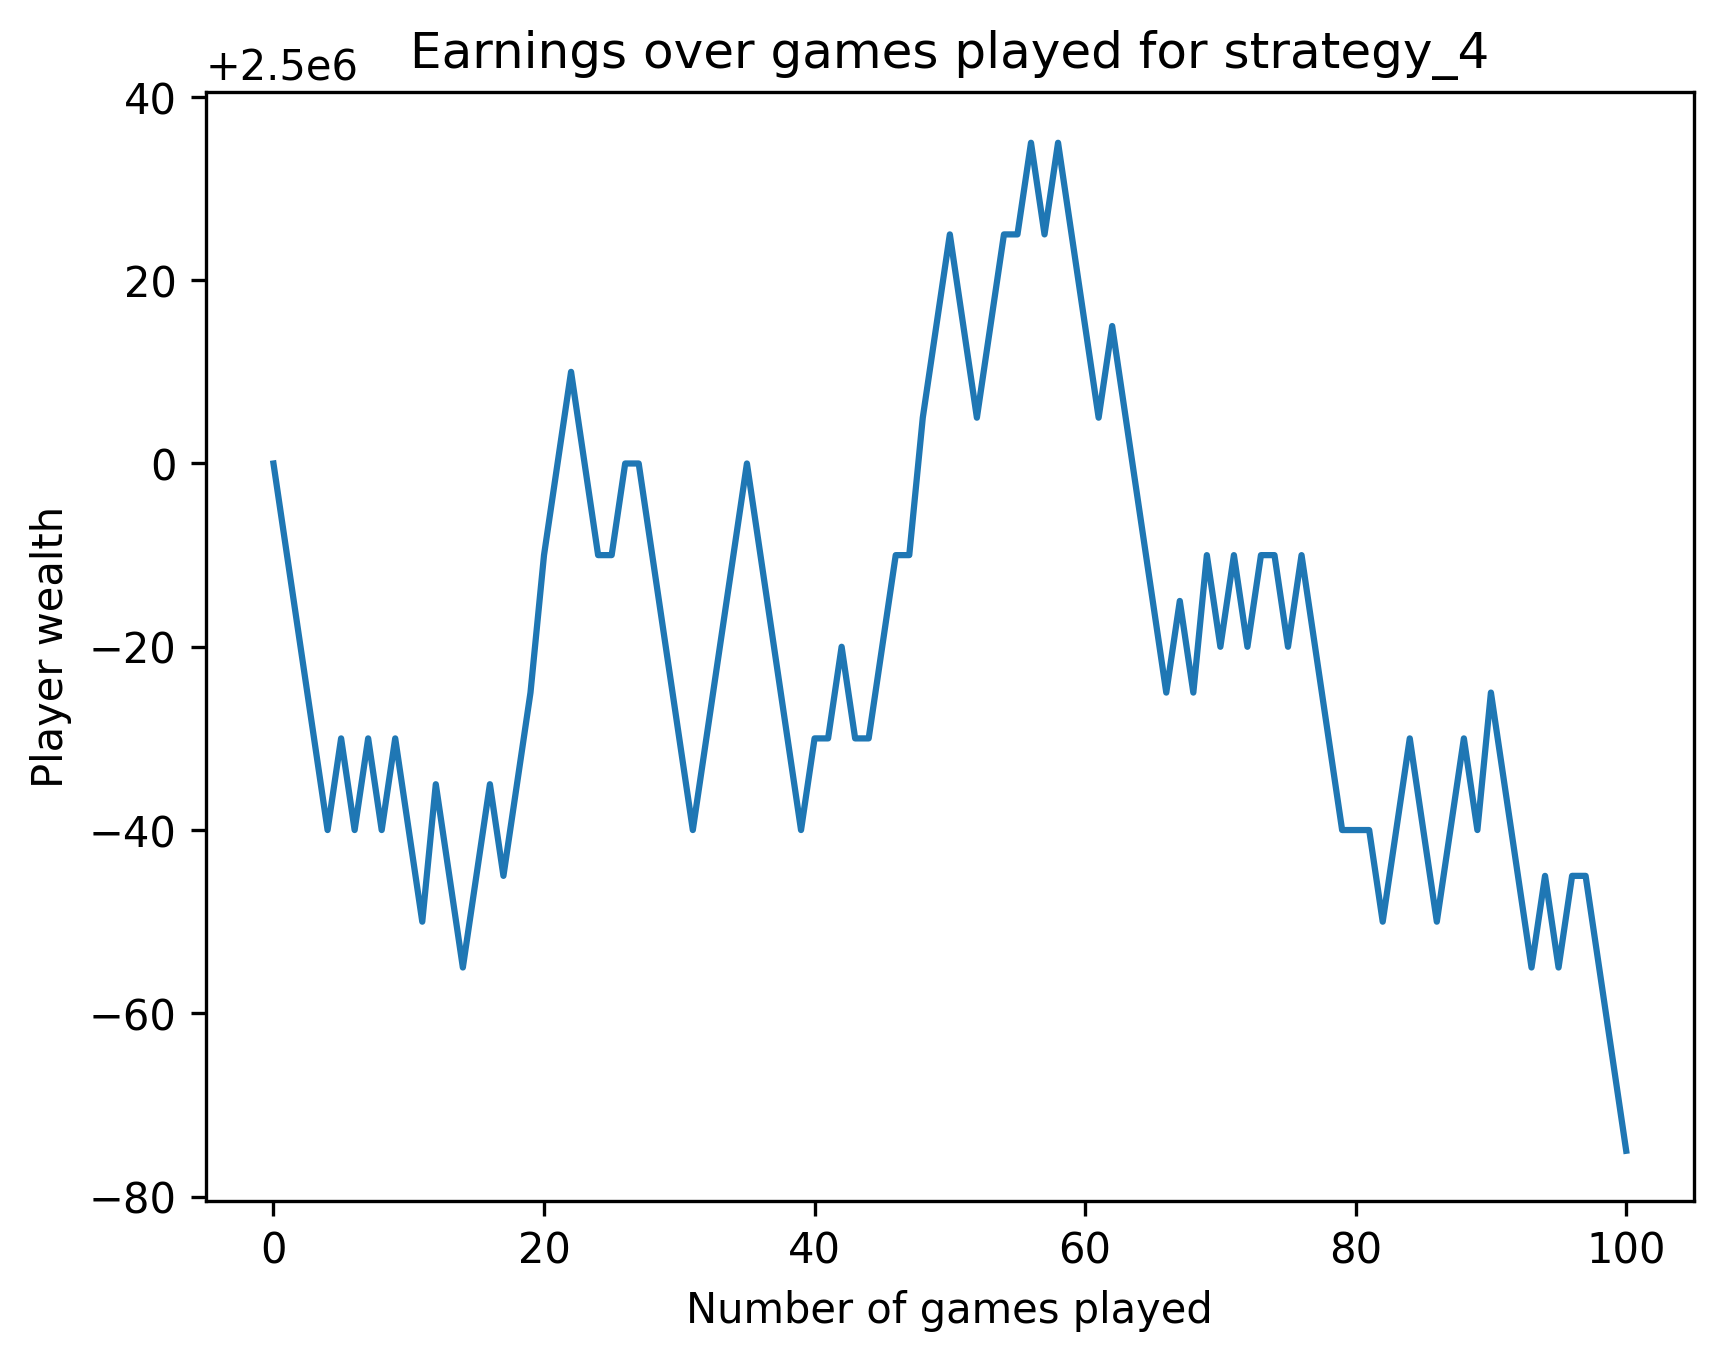 Earnings over games played for strategy_4
+2.5e6
40
20
0
−20
−40
−60
−80
Player wealth
0 20 40 60 80 100
Number of games played